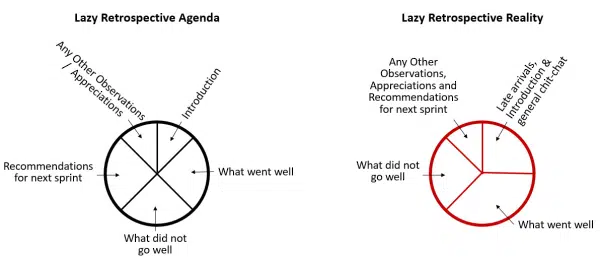 Lazy Retrospective Agenda
Any Other Observations
/ Appreciations
Introduction
Recommendations
for next sprint
What went well
What did not
go well
Lazy Retrospective Reality
Any Other
Observations,
Appreciations and
Recommendations
for next sprint
Late arrivals,
Introduction &
general chit-chat
What did not
go well
What went well